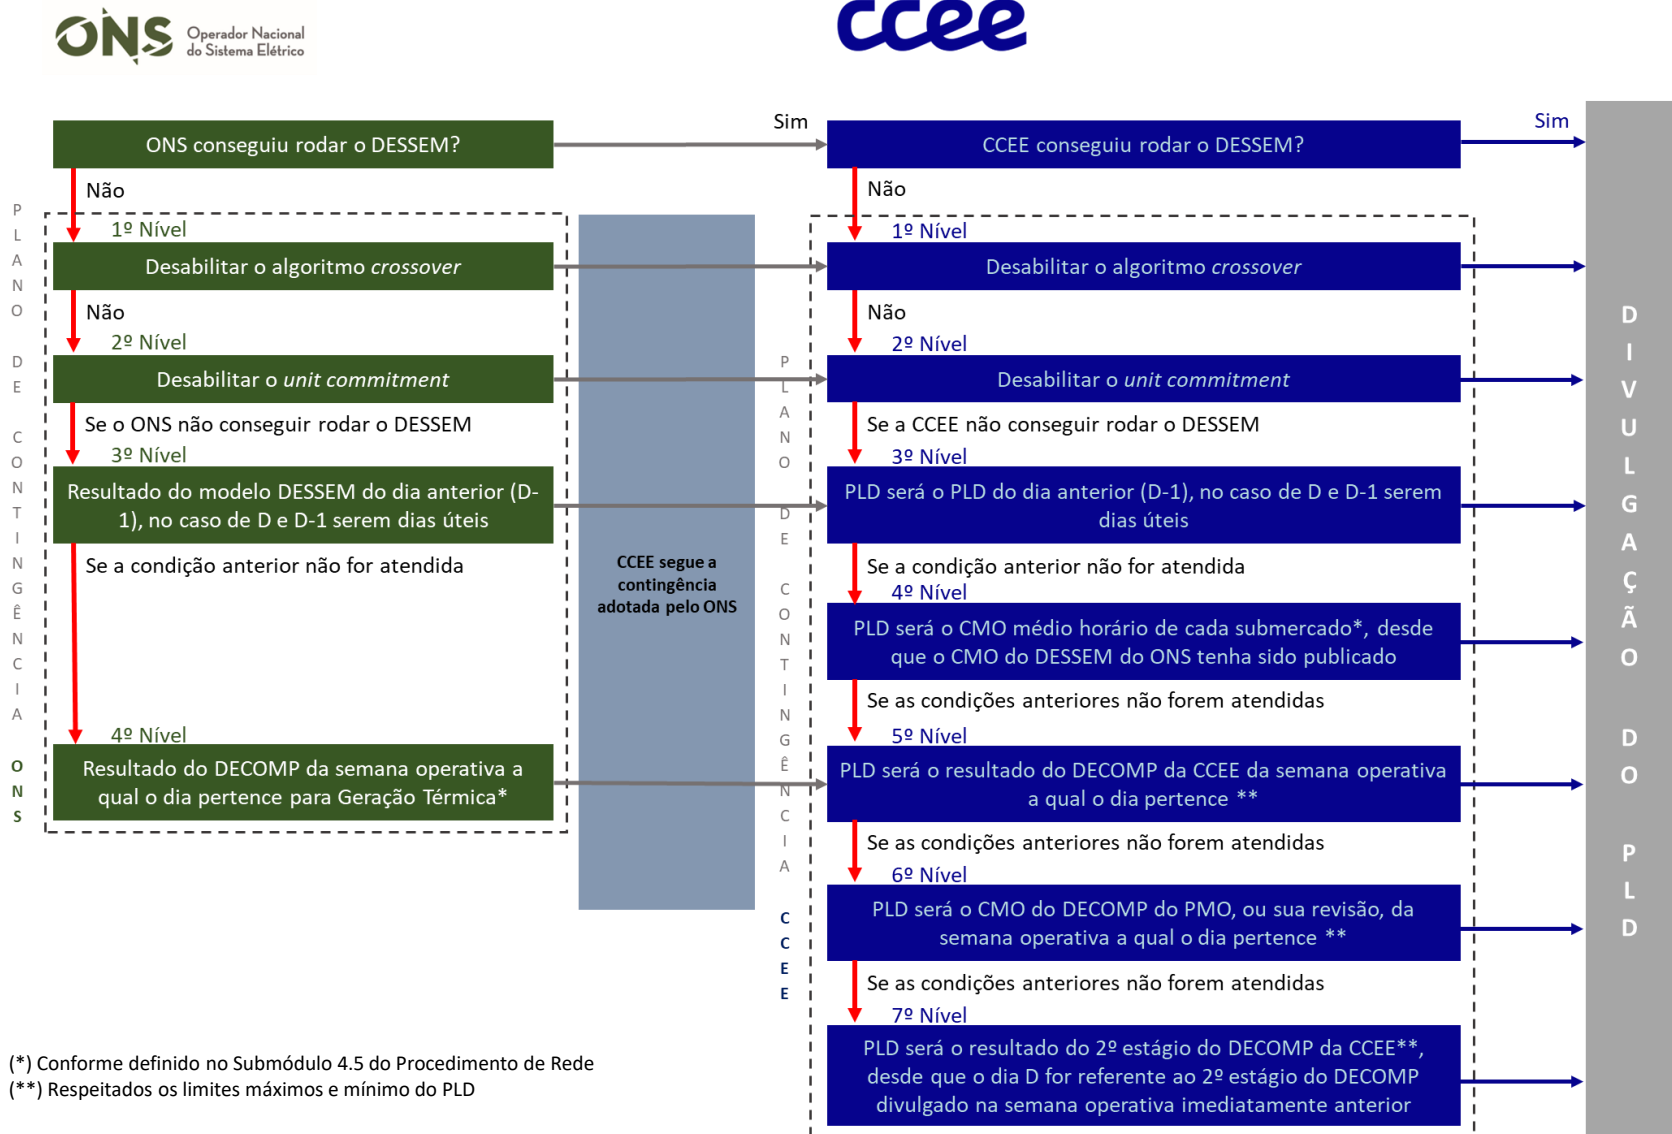 ONS
Operador Nacional
do Sistema Elétrico
ccee
ONS conseguiu rodar o DESSEM?
Sim
CCEE conseguiu rodar o DESSEM?
Sim
Não
Não
PLANO DE CONTINGÊNCIA ONS
1º Nível
Desabilitar o algoritmo crossover
Não
2º Nível
Desabilitar o unit commitment
Se o ONS não conseguir rodar o DESSEM
3º Nível
Resultado do modelo DESSEM do dia anterior (D-
1), no caso de D e D-1 serem dias úteis
Se a condição anterior não for atendida
4º Nível
Resultado do DECOMP da semana operativa a
qual o dia pertence para Geração Térmica*
CCEE segue a
contingência
adotada pelo ONS
PLANO DE CONTINGÊNCIA CCEE
1º Nível
Desabilitar o algoritmo crossover
Não
2º Nível
Desabilitar o unit commitment
Se a CCEE não conseguir rodar o DESSEM
3º Nível
PLD será o PLD do dia anterior (D-1), no caso de D e D-1 serem
dias úteis
Se a condição anterior não for atendida
4º Nível
PLD será o CMO médio horário de cada submercado*, desde
que o CMO do DESSEM do ONS tenha sido publicado
Se as condições anteriores não forem atendidas
5º Nível
PLD será o resultado do DECOMP da CCEE da semana operativa
a qual o dia pertence **
Se as condições anteriores não forem atendidas
6º Nível
PLD será o CMO do DECOMP do PMO, ou sua revisão, da
semana operativa a qual o dia pertence **
Se as condições anteriores não forem atendidas
7º Nível
PLD será o resultado do 2º estágio do DECOMP da CCEE**,
desde que o dia D for referente ao 2º estágio do DECOMP
divulgado na semana operativa imediatamente anterior
DIVULGAÇÃO DO PLD
(*) Conforme definido no Submódulo 4.5 do Procedimento de Rede
(**) Respeitados os limites máximos e mínimo do PLD